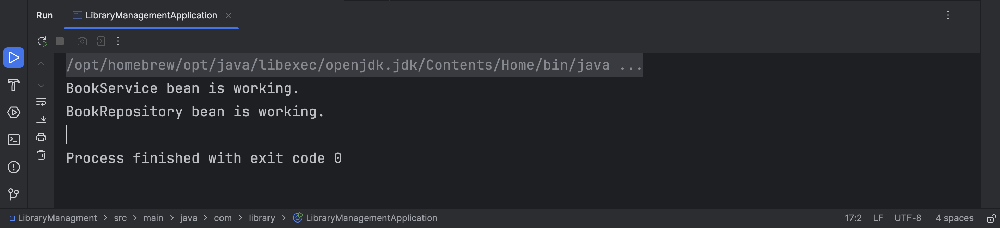 Run LibraryManagementApplication
/opt/homebrew/opt/java/libexec/openjdk.jdk/Contents/Home/bin/java ...
BookService bean is working.
BookRepository bean is working.
Process finished with exit code 0
LibraryManagment > src > main > java > com > library > LibraryManagementApplication 17:2 LF UTF-8 4 spaces